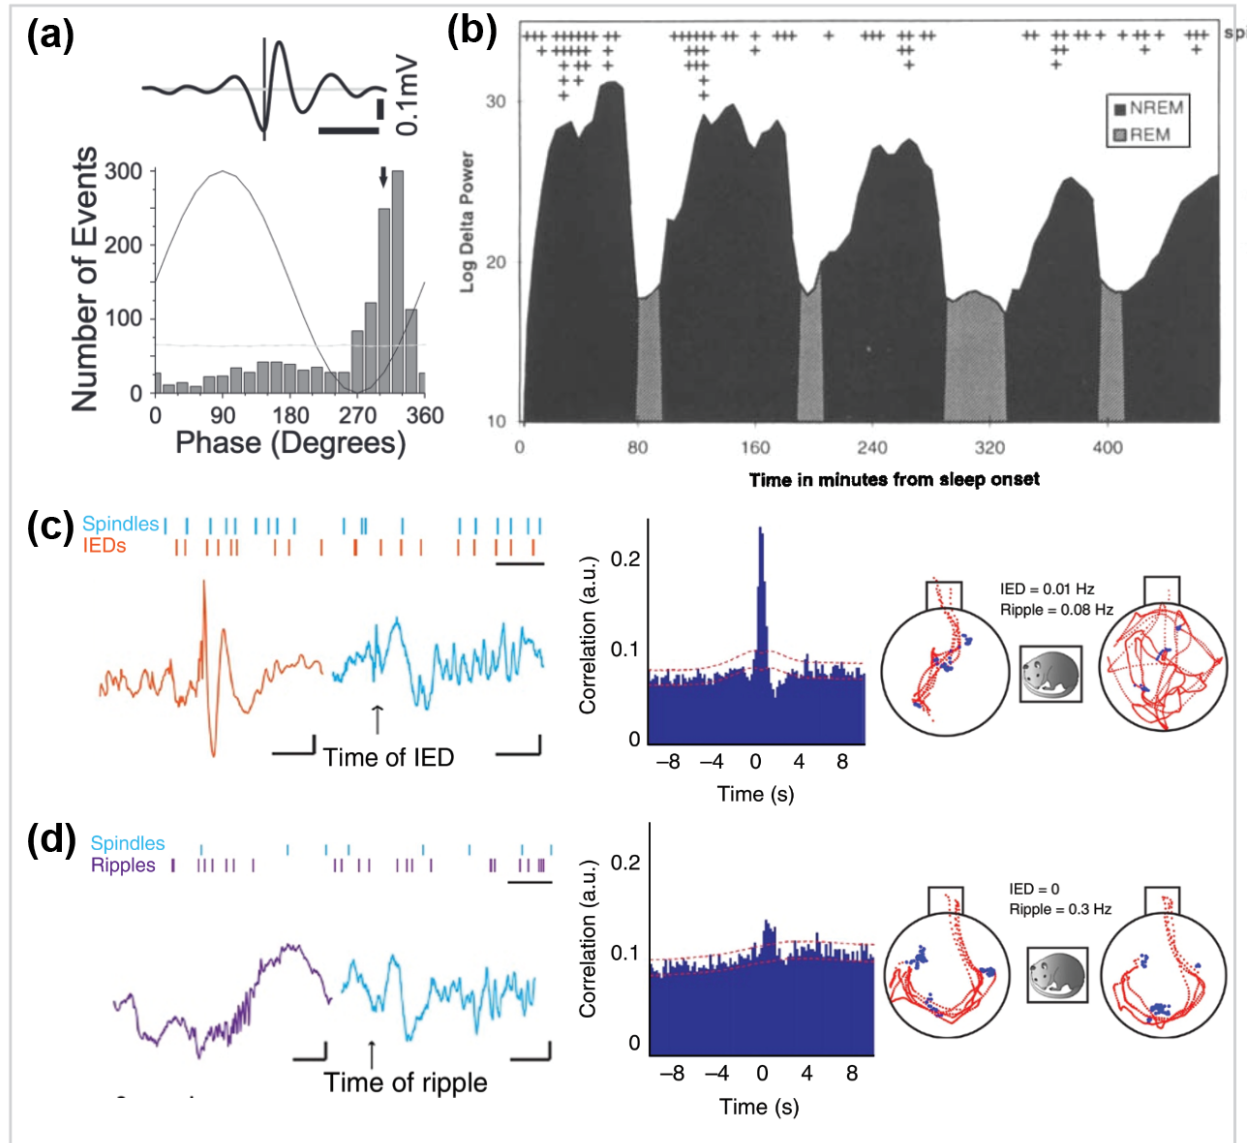 (a)
0.1mV
Number of Events
300
200
100
0
0 90 180 270 360
Phase (Degrees)
(b)
spi
Log Delta Power
30
20
10
NREM
REM
0 80 160 240 320 400
Time in minutes from sleep onset
(c)
Spindles
IEDs
Time of IED
Correlation (a.u.)
0.2
0.1
0
–8 –4 0 4 8
Time (s)
IED = 0.01 Hz
Ripple = 0.08 Hz
(d)
Spindles
Ripples
Time of ripple
Correlation (a.u.)
0.2
0.1
0
–8 –4 0 4 8
Time (s)
IED = 0
Ripple = 0.3 Hz